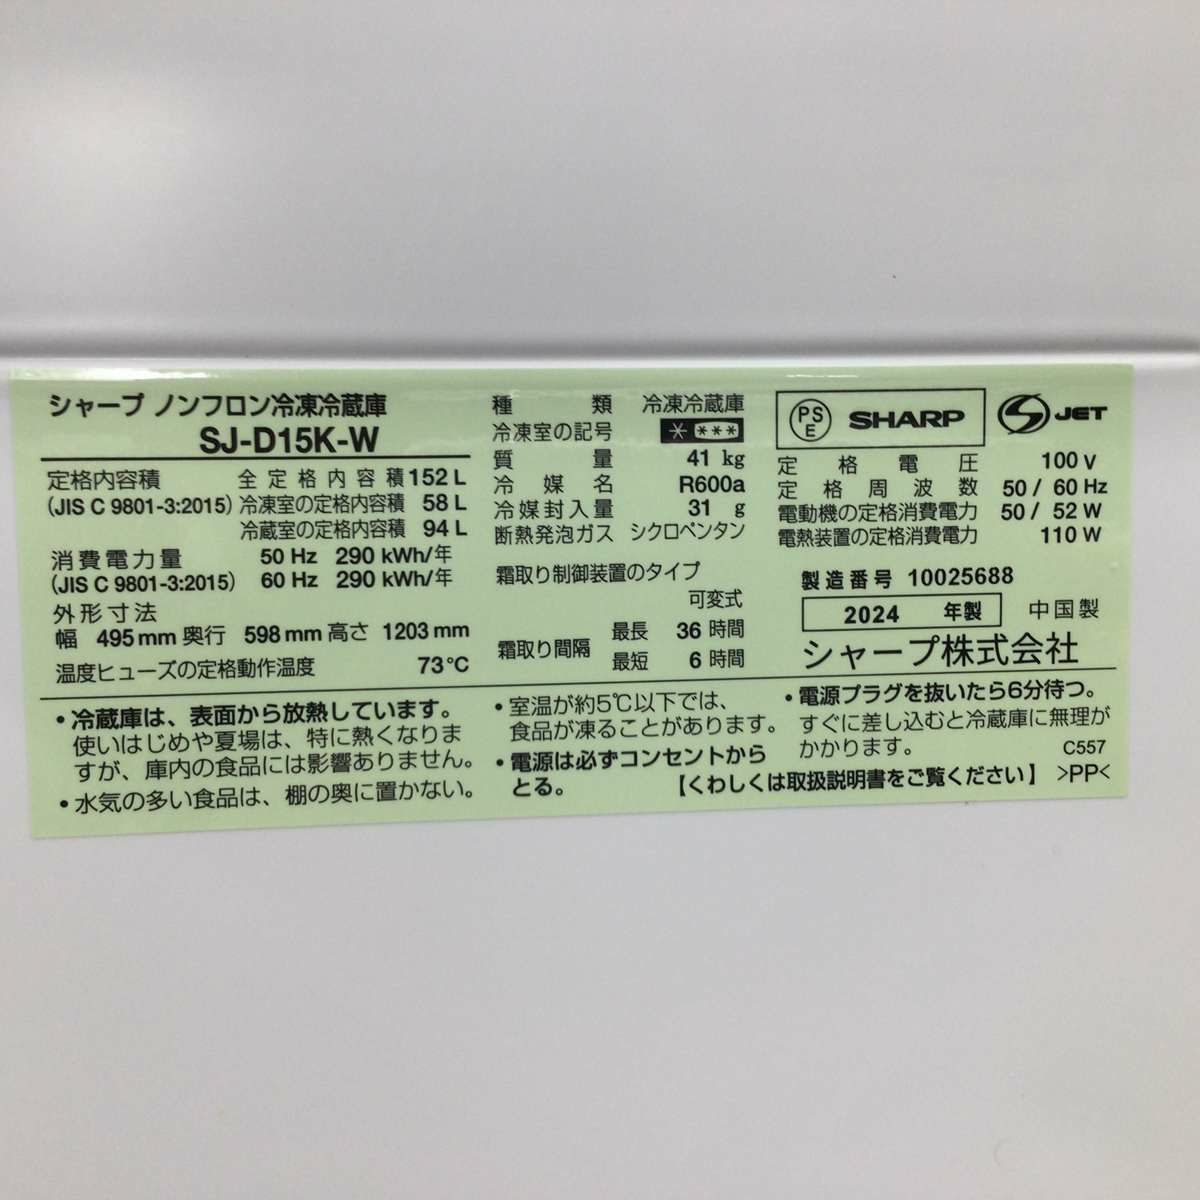 シャープ ノンフロン冷凍冷蔵庫
SJ-D15K-W
定格内容積 全定格内容積 152 L
(JIS C 9801-3:2015) 冷凍室の定格内容積 58 L
冷蔵室の定格内容積 94 L
消費電力量 50 Hz 290 kWh/年
(JIS C 9801-3:2015) 60 Hz 290 kWh/年
外形寸法
幅 495 mm 奥行 598 mm 高さ 1203 mm
温度ヒューズの定格動作温度 73℃
種類 冷凍冷蔵庫
冷凍室の記号 * ***
質量 41 kg
冷媒名 R600a
冷媒封入量 31 g
断熱発泡ガス シクロペンタン
霜取り制御装置のタイプ
可変式
霜取り間隔 最長 36 時間
最短 6 時間
PS
E
SHARP
JET
定格電圧 100 V
定格周波数 50 / 60 Hz
電動機の定格消費電力 50 / 52 W
電熱装置の定格消費電力 110 W
製造番号 10025688
2024 年製 中国製
シャープ株式会社
・冷蔵庫は、表面から放熱しています。
使いはじめや夏場は、特に熱くなりま
すが、庫内の食品には影響ありません。
・水気の多い食品は、棚の奥に置かない。
・室温が約5℃以下では、
食品が凍ることがあります。
・電源は必ずコンセントから
とる。
・電源プラグを抜いたら6分待つ。
すぐに差し込むと冷蔵庫に無理が
かかります。 C557
【くわしくは取扱説明書をご覧ください】 >PP<